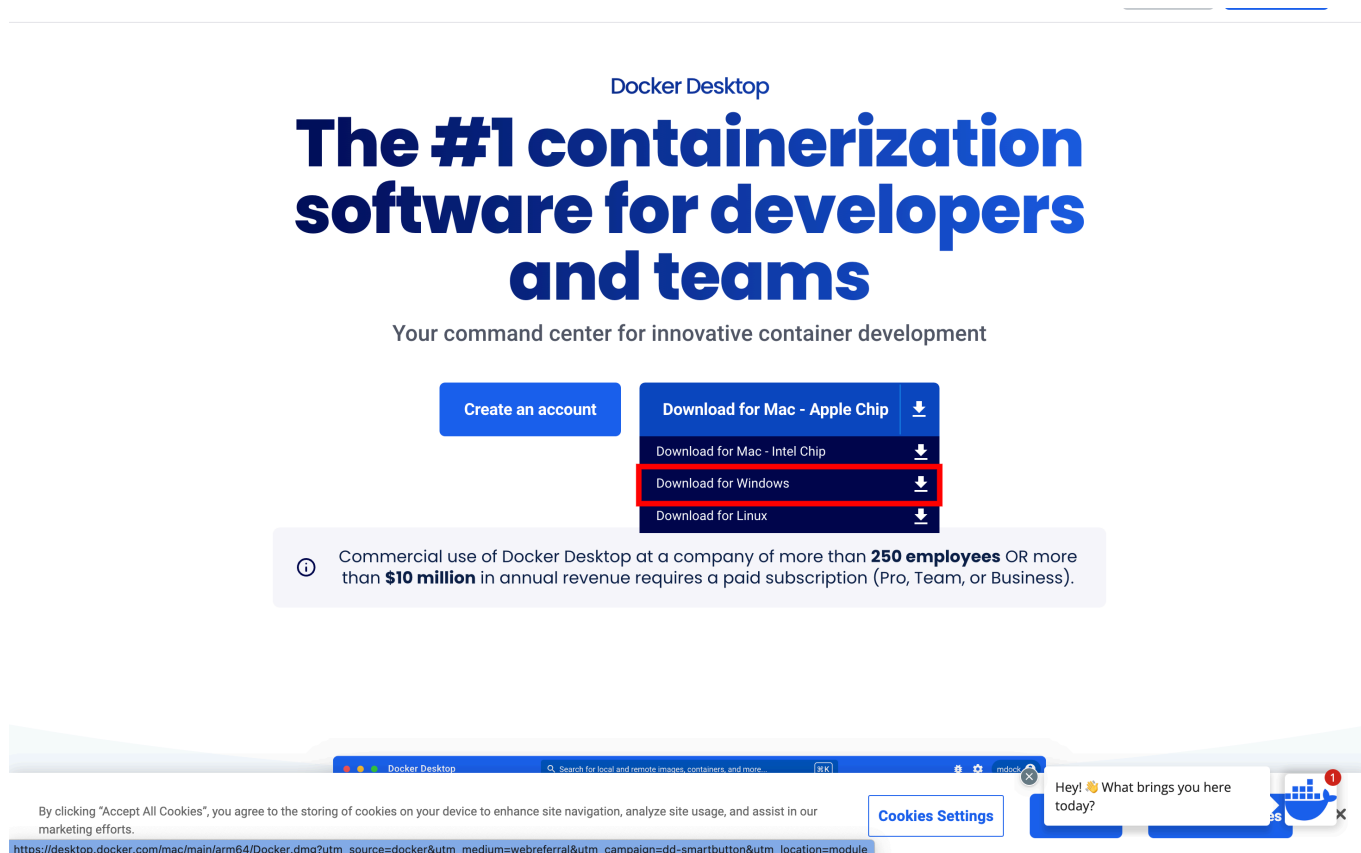 Docker Desktop
The #1 containerization
software for developers
and teams
Your command center for innovative container development
Create an account
Download for Mac - Apple Chip
Download for Mac - Intel Chip
Download for Windows
Download for Linux
Commercial use of Docker Desktop at a company of more than 250 employees OR more
than $10 million in annual revenue requires a paid subscription (Pro, Team, or Business).
Docker Desktop
Search for local and remote images, containers, and more...
⌘K
mdock
By clicking “Accept All Cookies”, you agree to the storing of cookies on your device to enhance site navigation, analyze site usage, and assist in our
marketing efforts.
Cookies Settings
Hey! 👋 What brings you here
today?
1
https://desktop.docker.com/mac/main/arm64/Docker.dmg?utm_source=docker&utm_medium=webreferral&utm_campaign=dd-smartbutton&utm_location=module